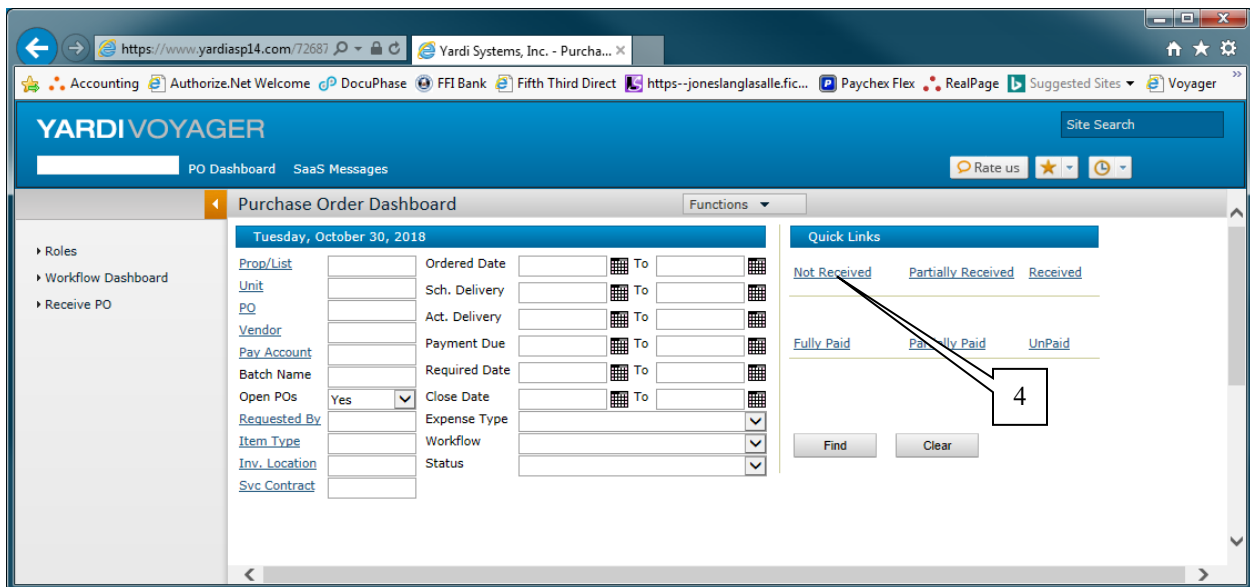 https://www.yardiasp14.com/72687
Yardi Systems, Inc. - Purcha...
Accounting Authorize.Net Welcome DocuPhase FFI Bank Fifth Third Direct https--joneslanglasalle.fic... Paychex Flex RealPage Suggested Sites Voyager
YARDI VOYAGER
Site Search
PO Dashboard SaaS Messages
Rate us
Purchase Order Dashboard
Functions
Roles
Workflow Dashboard
Receive PO
Tuesday, October 30, 2018
Prop/List
Unit
PO
Vendor
Pay Account
Batch Name
Open POs Yes
Requested By
Item Type
Inv. Location
Svc Contract
Ordered Date To
Sch. Delivery To
Act. Delivery To
Payment Due To
Required Date To
Close Date To
Expense Type
Workflow
Status
Quick Links
Not Received Partially Received Received
Fully Paid Partially Paid UnPaid
4
Find Clear